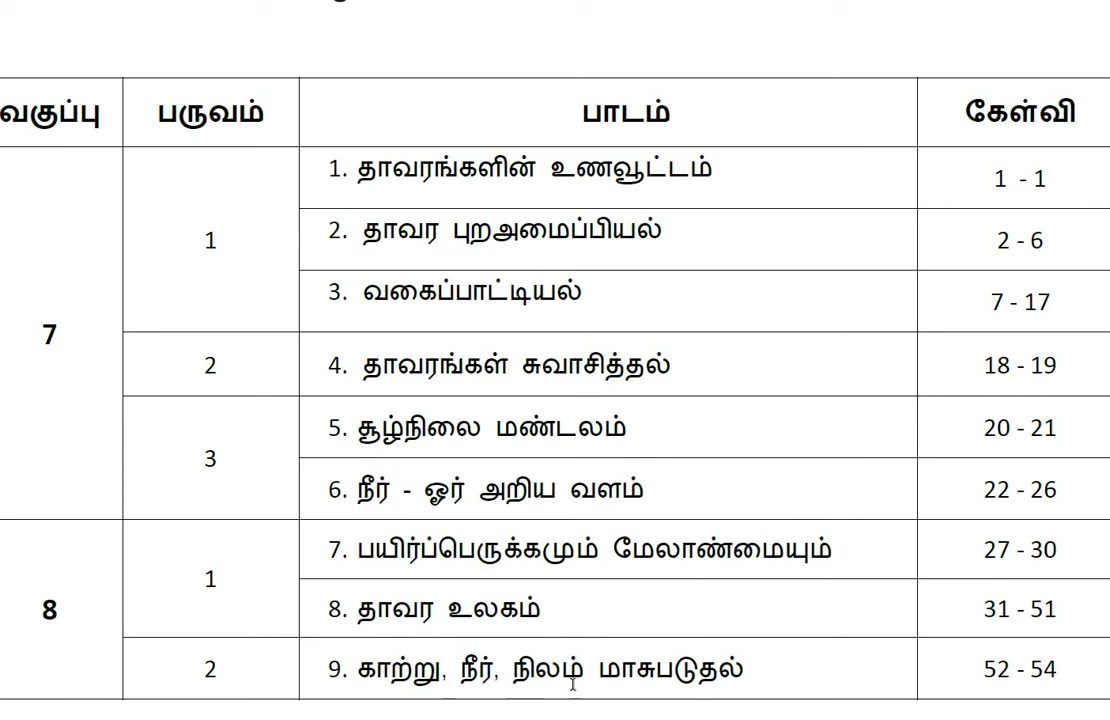 வகுப்பு பருவம் பாடம் கேள்வி
7 1 1. தாவரங்களின் உணவூட்டம் 1 - 1
2. தாவர புறஅமைப்பியல் 2 - 6
3. வகைப்பாட்டியல் 7 - 17
2 4. தாவரங்கள் சுவாசித்தல் 18 - 19
3 5. சூழ்நிலை மண்டலம் 20 - 21
6. நீர் - ஓர் அறிய வளம் 22 - 26
8 1 7. பயிர்ப்பெருக்கமும் மேலாண்மையும் 27 - 30
8. தாவர உலகம் 31 - 51
2 9. காற்று, நீர், நிலம் மாசுபடுதல் 52 - 54